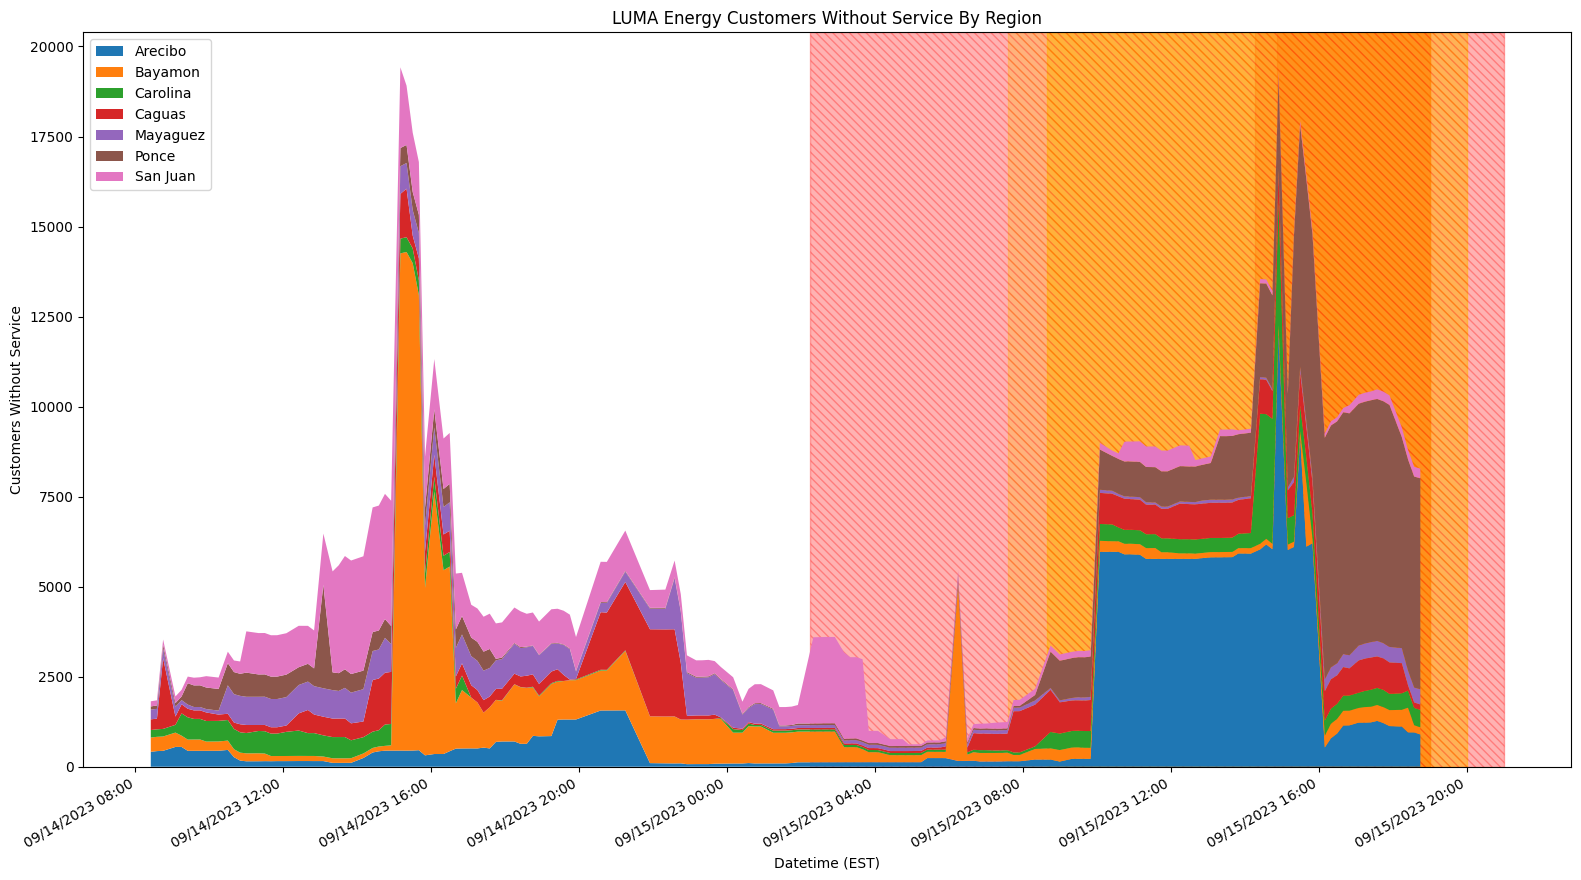 LUMA Energy Customers Without Service By Region
Arecibo
Bayamon
Carolina
Caguas
Mayaguez
Ponce
San Juan
Customers Without Service
20000
17500
15000
12500
10000
7500
5000
2500
0
09/14/2023 08:00
09/14/2023 12:00
09/14/2023 16:00
09/14/2023 20:00
09/15/2023 00:00
09/15/2023 04:00
09/15/2023 08:00
09/15/2023 12:00
09/15/2023 16:00
09/15/2023 20:00
Datetime (EST)